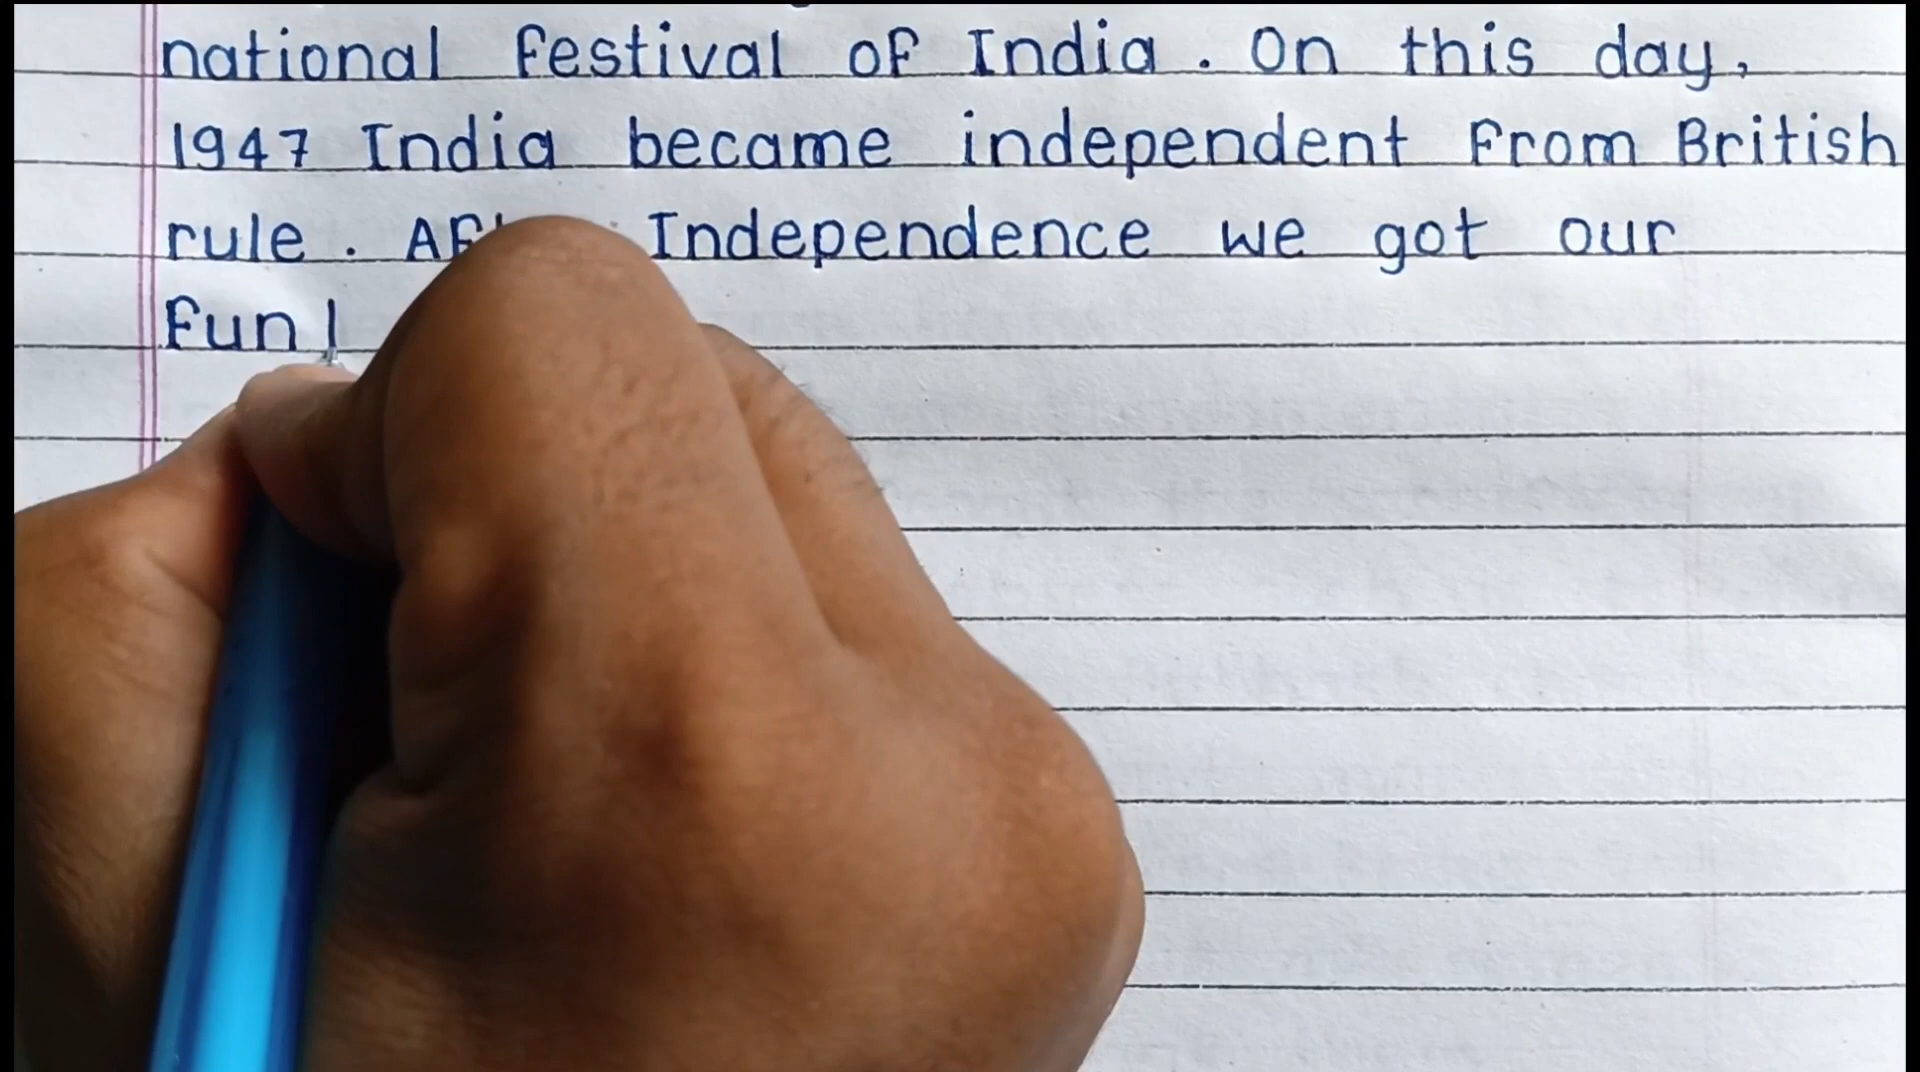 national festival of India. On this day,
1947 India became independent from British
rule. Independence we got our